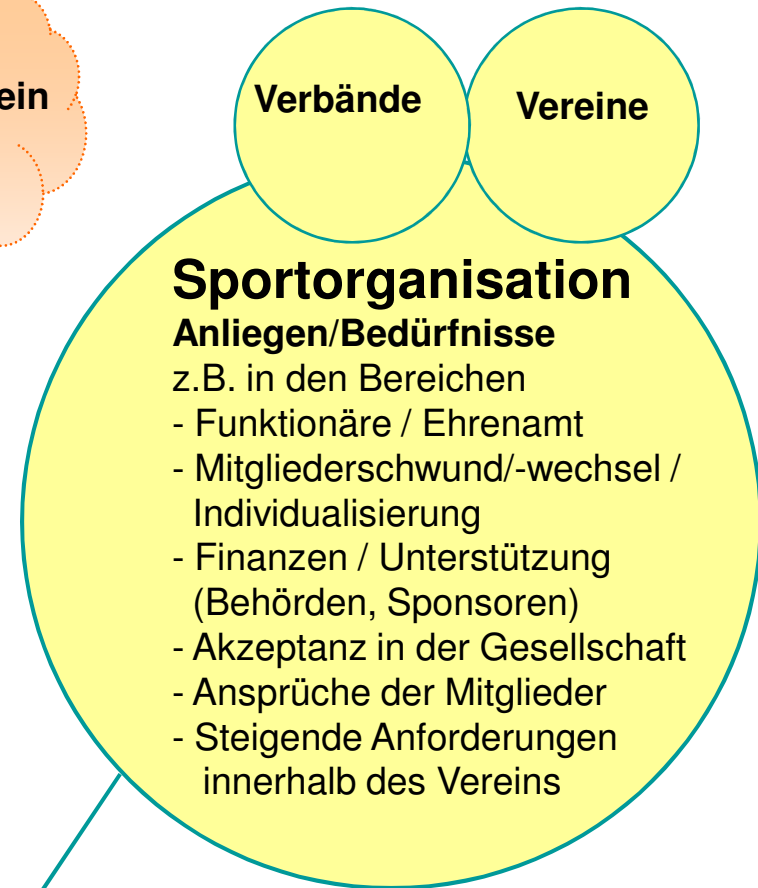 ein
Verbände
Vereine
Sportorganisation
Anliegen/Bedürfnisse
z.B. in den Bereichen
- Funktionäre / Ehrenamt
- Mitgliederschwund/-wechsel /
Individualisierung
- Finanzen / Unterstützung
(Behörden, Sponsoren)
- Akzeptanz in der Gesellschaft
- Ansprüche der Mitglieder
- Steigende Anforderungen
innerhalb des Vereins